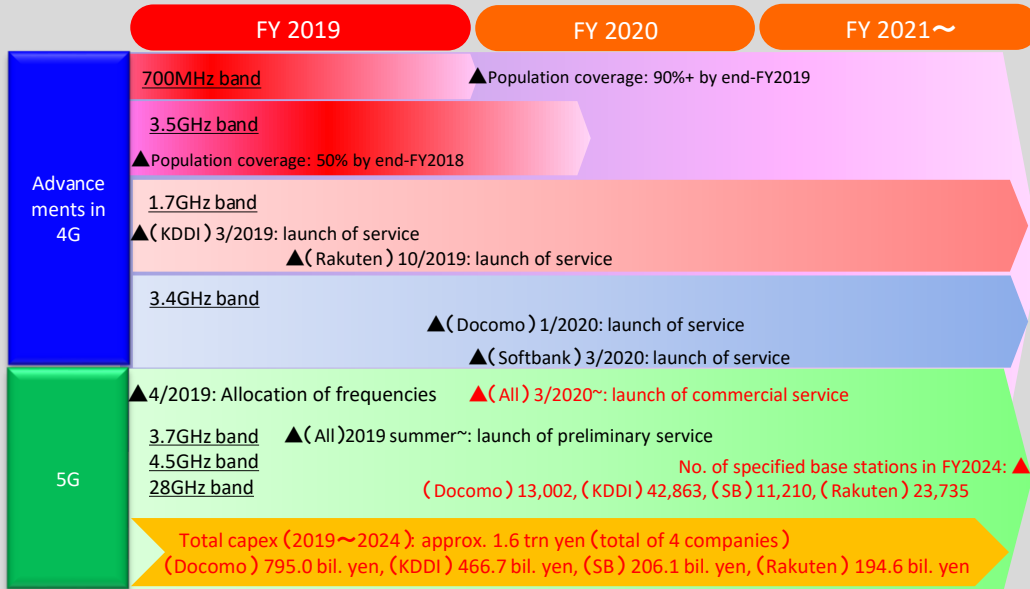 FY 2019
FY 2020
FY 2021～
Advance
ments in
4G
700MHz band
▲Population coverage: 90%+ by end-FY2019
3.5GHz band
▲Population coverage: 50% by end-FY2018
1.7GHz band
▲(KDDI) 3/2019: launch of service
▲(Rakuten) 10/2019: launch of service
3.4GHz band
▲(Docomo) 1/2020: launch of service
▲(Softbank) 3/2020: launch of service
5G
▲4/2019: Allocation of frequencies
▲(All) 3/2020~: launch of commercial service
3.7GHz band
▲(All)2019 summer~: launch of preliminary service
4.5GHz band
28GHz band
No. of specified base stations in FY2024: ▲
(Docomo) 13,002, (KDDI) 42,863, (SB) 11,210, (Rakuten) 23,735
Total capex (2019～2024): approx. 1.6 trn yen (total of 4 companies)
(Docomo) 795.0 bil. yen, (KDDI) 466.7 bil. yen, (SB) 206.1 bil. yen, (Rakuten) 194.6 bil. yen